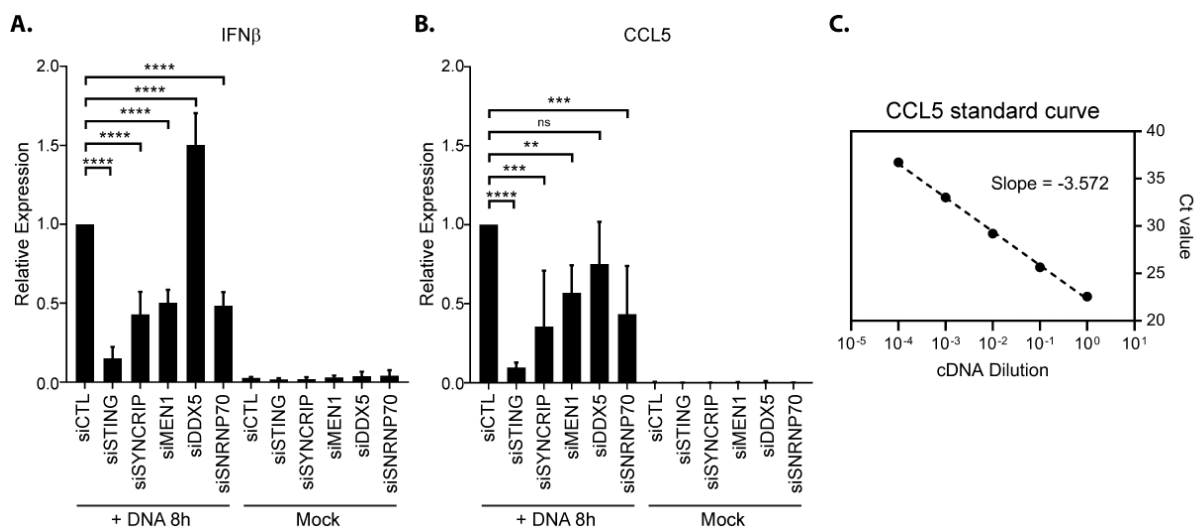 A.
IFNβ
Relative Expression
2.0
1.5
1.0
0.5
0.0
****
****
****
****
****
siCTL
siSTING
siSYNCRIP
siMEN1
siDDX5
siSNRNP70
siCTL
siSTING
siSYNCRIP
siMEN1
siDDX5
siSNRNP70
+ DNA 8h
Mock
B.
CCL5
Relative Expression
2.0
1.5
1.0
0.5
0.0
***
ns
**
***
****
siCTL
siSTING
siSYNCRIP
siMEN1
siDDX5
siSNRNP70
siCTL
siSTING
siSYNCRIP
siMEN1
siDDX5
siSNRNP70
+ DNA 8h
Mock
C.
CCL5 standard curve
Slope = -3.572
40
35
30
25
20
Ct value
10⁻⁵ 10⁻⁴ 10⁻³ 10⁻² 10⁻¹ 10⁰ 10¹
cDNA Dilution